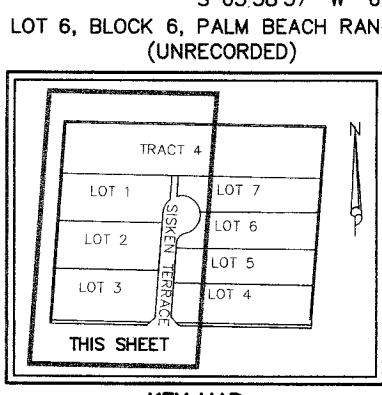 LOT 6, BLOCK 6, PALM BEACH RAN
(UNRECORDED)
N
TRACT 4
LOT 1
LOT 7
SISKEN TERRACE
LOT 6
LOT 2
LOT 5
LOT 3
LOT 4
THIS SHEET